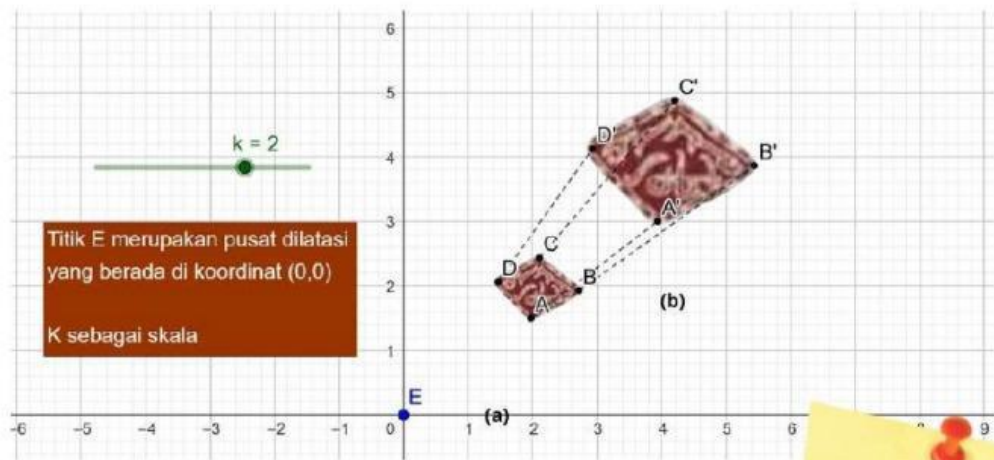 6
5
C'
k = 2
D'
4
B'
3
A'
Titik E merupakan pusat dilatasi
yang berada di koordinat (0,0)
K sebagai skala
C
D
B
2
A
(b)
1
E
(a)
−6 −5 −4 −3 −2 −1 0 1 2 3 4 5 6 7 8 9